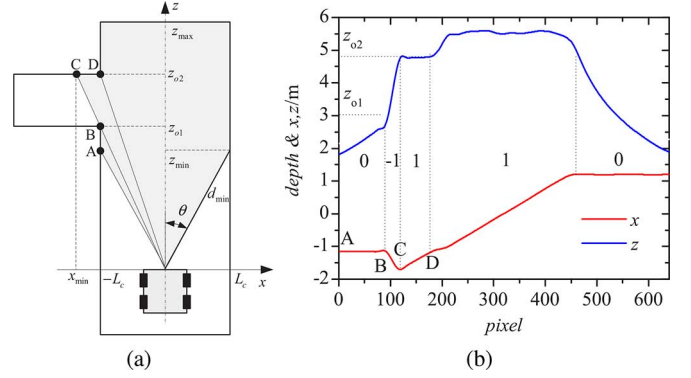 z
C
D
z_max
z_o2
B
z_o1
A
z_min
d_min
θ
x_min
−L_c
L_c
x
(a)
depth & x,z/m
6
5
4
3
2
1
0
-1
-2
z_o2
z_o1
0
-1
1
1
0
A
B
C
D
x
z
0
100
200
300
400
500
600
pixel
(b)